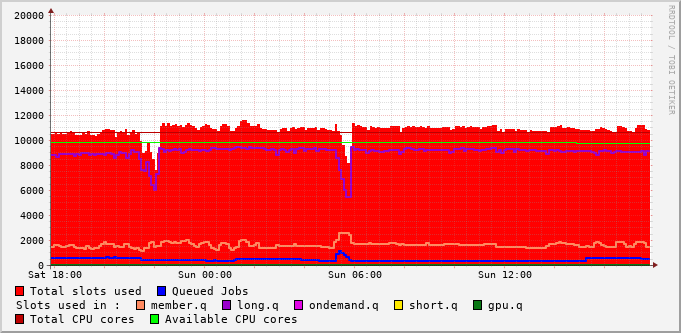 RRDTOOL / TOBI OETIKER
20000
18000
16000
14000
12000
10000
8000
6000
4000
2000
0
Sat 18:00 Sun 00:00 Sun 06:00 Sun 12:00
Total slots used Queued Jobs
Slots used in : member.q long.q ondemand.q short.q gpu.q
Total CPU cores Available CPU cores